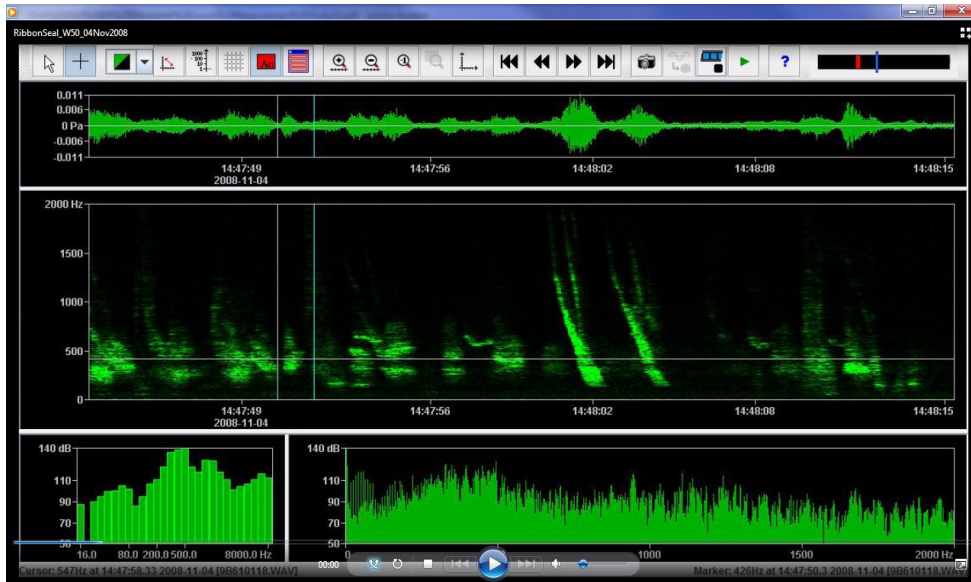 RibbonSeal_W50_04Nov2008
?
0.011
0.006
0 Pa
-0.006
-0.011
14:47:49 14:47:56 14:48:02 14:48:08 14:48:15
2008-11-04
2000 Hz
1500
1000
500
0
14:47:49 14:47:56 14:48:02 14:48:08 14:48:15
2008-11-04
140 dB 140 dB
110 110
90 90
70 70
50 50
16.0 80.0 200.0 500.0 8000.0 Hz 0 1000 1500 2000 Hz
00:00
Cursor: 547Hz at 14:47:58.33 2008-11-04 [9B610118.WAV] Marker: 426Hz at 14:47:50.3 2008-11-04 [9B610118.WAV]